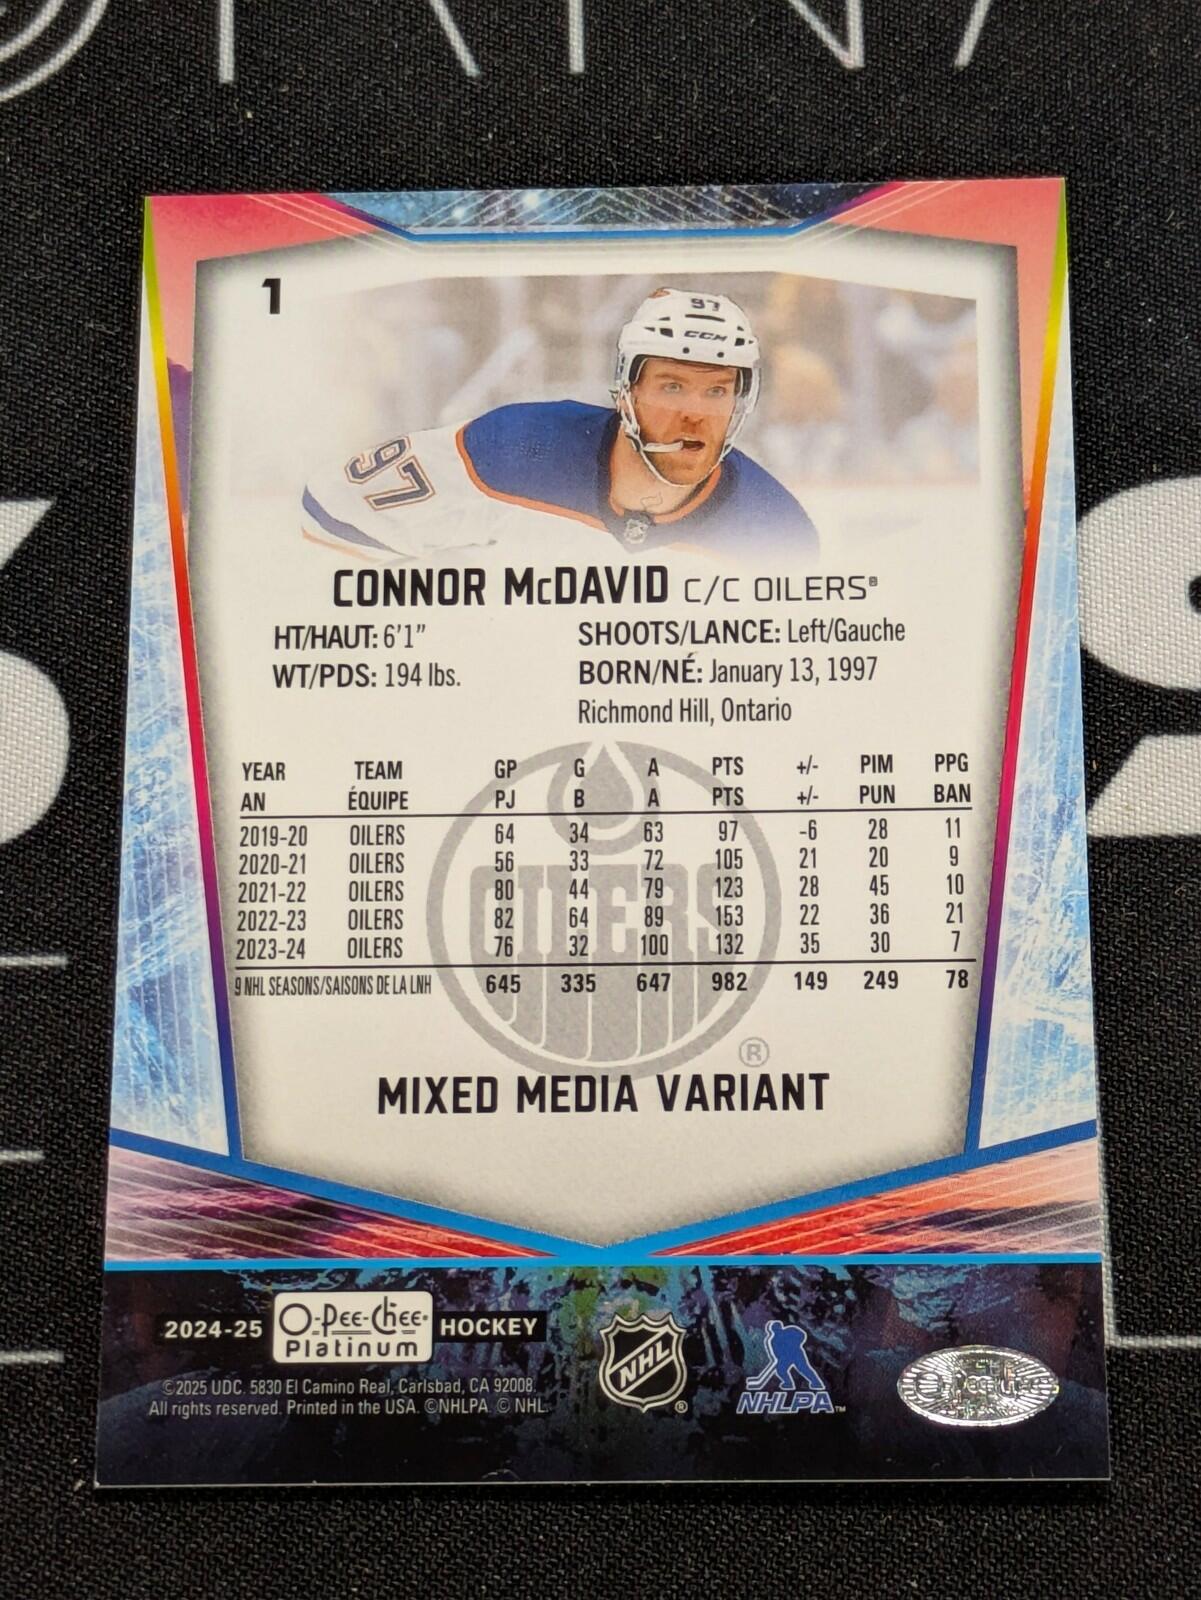 1
97
CCM
97
CONNOR McDAVID C/C OILERS®
HT/HAUT: 6'1" SHOOTS/LANCE: Left/Gauche
WT/PDS: 194 lbs. BORN/NÉ: January 13, 1997
Richmond Hill, Ontario
YEAR TEAM GP G A PTS +/- PIM PPG
AN ÉQUIPE PJ B A PTS +/- PUN BAN
2019-20 OILERS 64 34 63 97 -6 28 11
2020-21 OILERS 56 33 72 105 21 20 9
2021-22 OILERS 80 44 79 123 28 45 10
2022-23 OILERS 82 64 89 153 22 36 21
2023-24 OILERS 76 32 100 132 35 30 7
9 NHL SEASONS/SAISONS DE LA LNH 645 335 647 982 149 249 78
OILERS
®
MIXED MEDIA VARIANT
2024-25 O-Pee-Chee® Platinum HOCKEY
NHL ®
NHLPA™
O-Pee-Chee
©2025 UDC. 5830 El Camino Real, Carlsbad, CA 92008.
All rights reserved. Printed in the USA. ©NHLPA. © NHL.